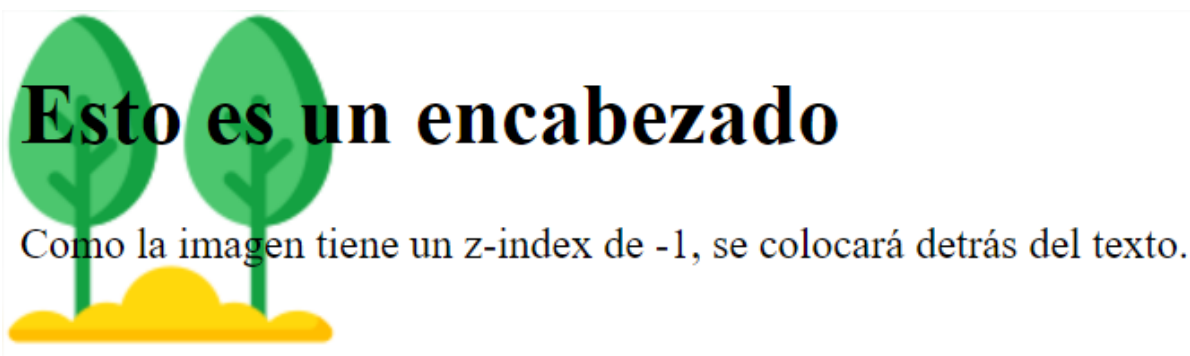 Esto es un encabezado
Como la imagen tiene un z-index de -1, se colocará detrás del texto.